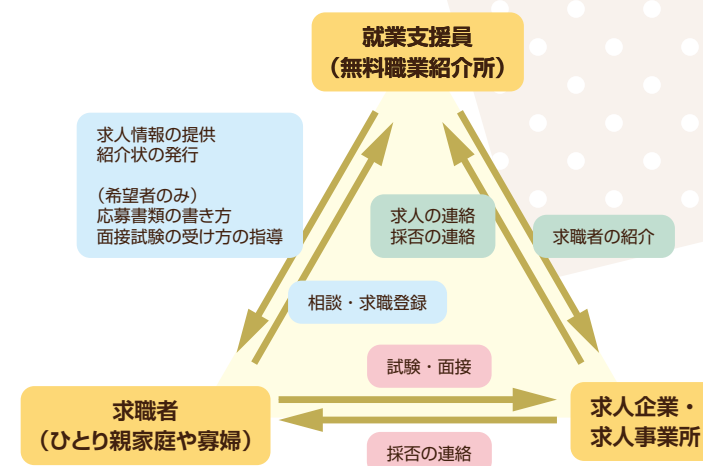 就業支援員
（無料職業紹介所）
求人情報の提供
紹介状の発行
（希望者のみ）
応募書類の書き方
面接試験の受け方の指導
求人の連絡
採否の連絡
求職者の紹介
相談・求職登録
試験・面接
求職者
（ひとり親家庭や寡婦）
求人企業・
求人事業所
採否の連絡